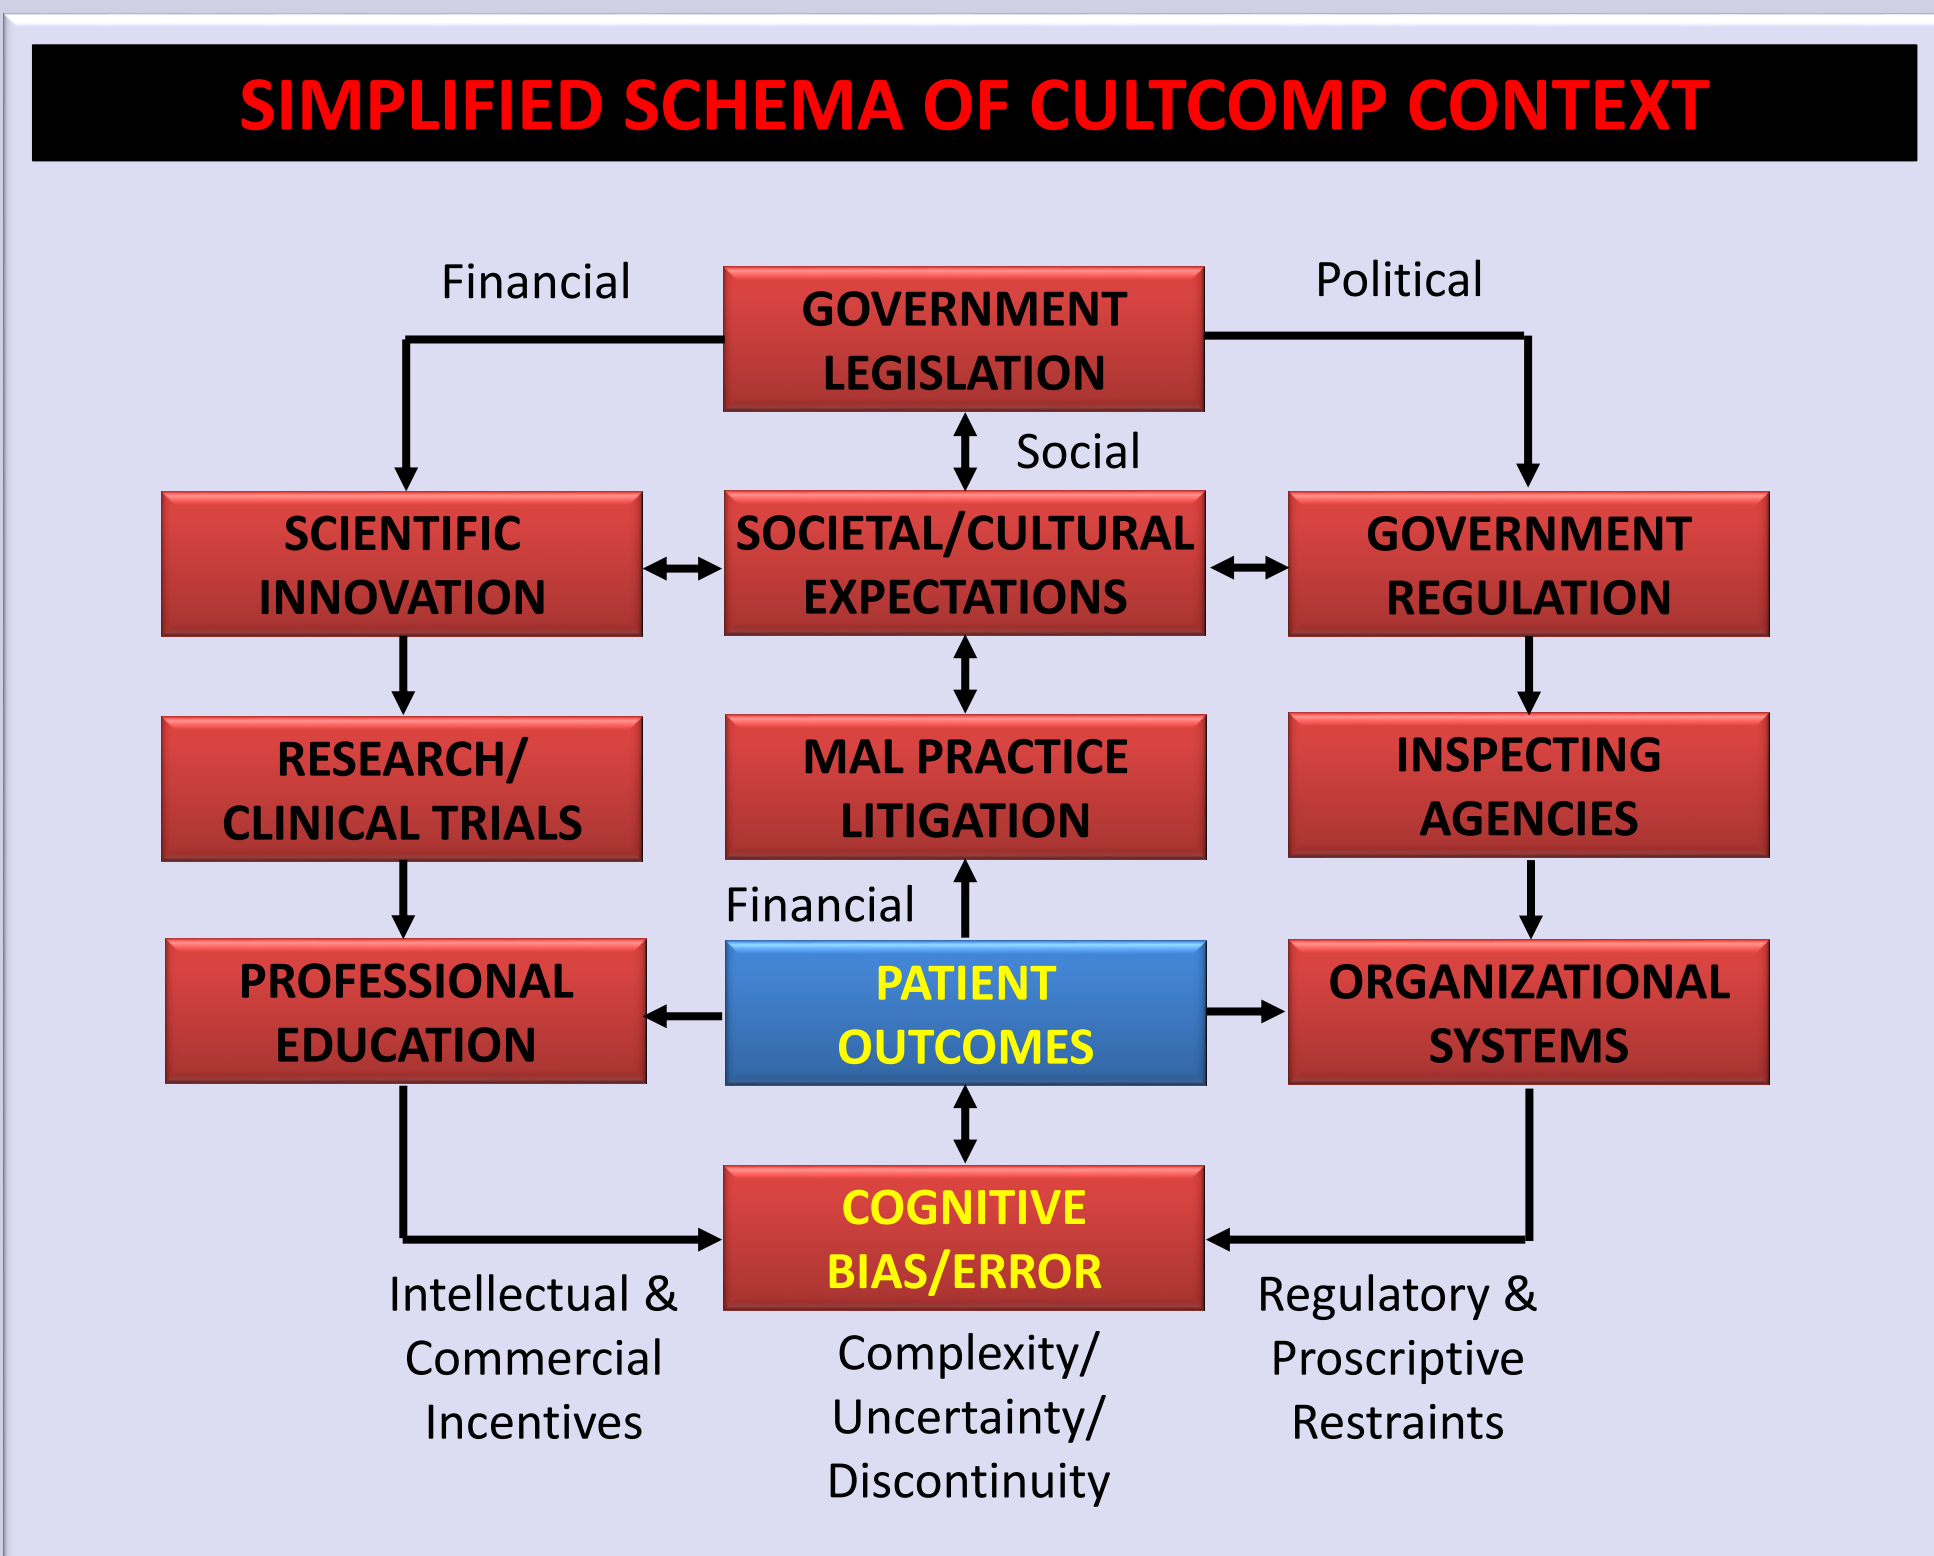 SIMPLIFIED SCHEMA OF CULTCOMP CONTEXT
Financial
GOVERNMENT
LEGISLATION
Political
Social
SCIENTIFIC
INNOVATION
SOCIETAL/CULTURAL
EXPECTATIONS
GOVERNMENT
REGULATION
RESEARCH/
CLINICAL TRIALS
MAL PRACTICE
LITIGATION
INSPECTING
AGENCIES
Financial
PROFESSIONAL
EDUCATION
PATIENT
OUTCOMES
ORGANIZATIONAL
SYSTEMS
COGNITIVE
BIAS/ERROR
Intellectual &
Commercial
Incentives
Complexity/
Uncertainty/
Discontinuity
Regulatory &
Proscriptive
Restraints